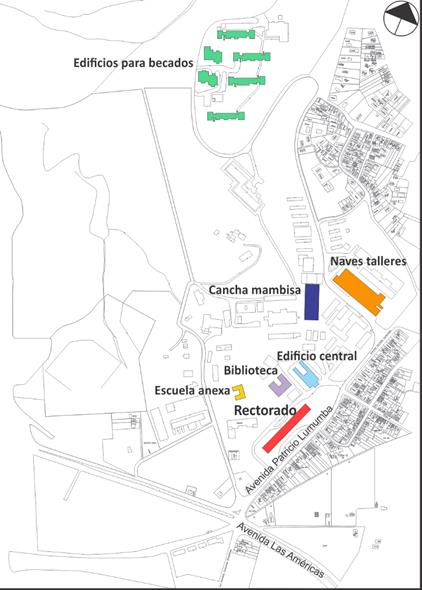 Edificios para becados
Naves talleres
Cancha mambisa
Edificio central
Biblioteca
Escuela anexa
Rectorado
Avenida Patricio Lumumba
Avenida Las Américas